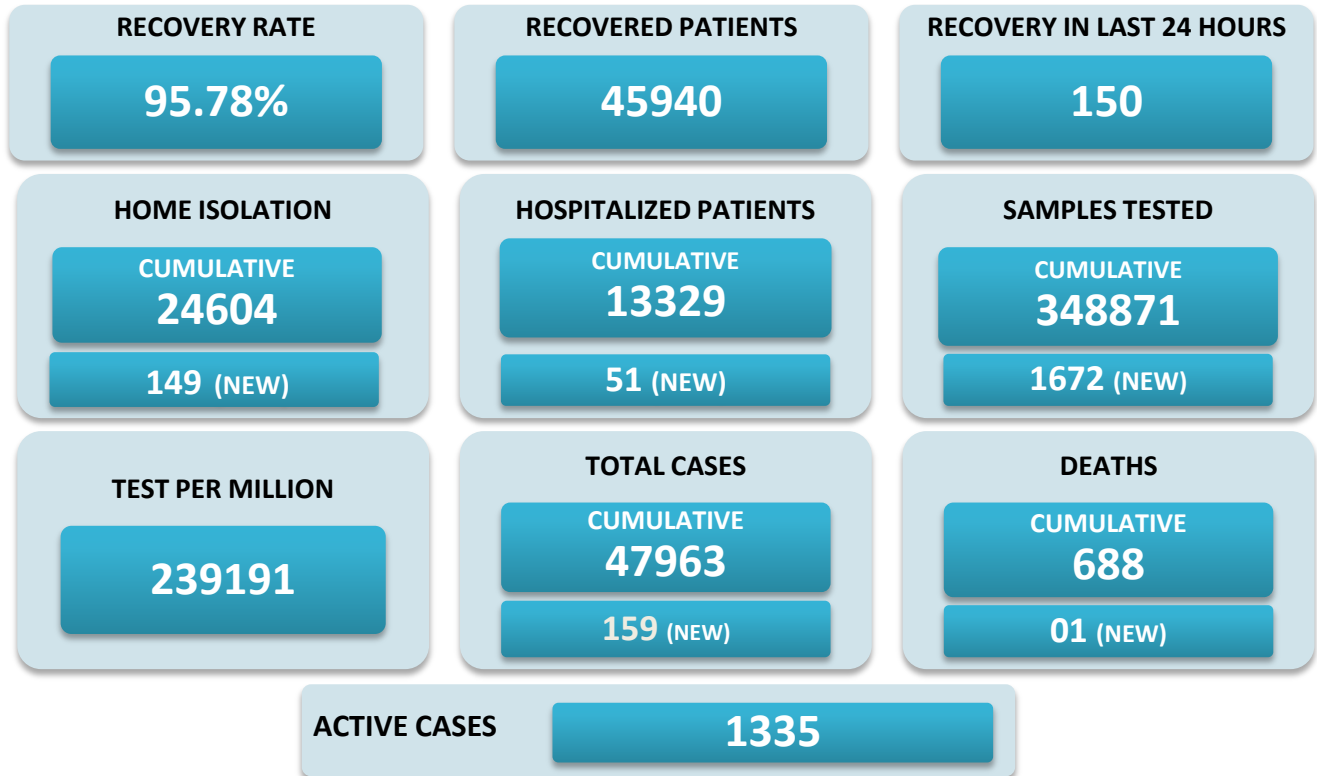 RECOVERY RATE
95.78%
RECOVERED PATIENTS
45940
RECOVERY IN LAST 24 HOURS
150
HOME ISOLATION
CUMULATIVE
24604
149 (NEW)
HOSPITALIZED PATIENTS
CUMULATIVE
13329
51 (NEW)
SAMPLES TESTED
CUMULATIVE
348871
1672 (NEW)
TEST PER MILLION
239191
TOTAL CASES
CUMULATIVE
47963
159 (NEW)
DEATHS
CUMULATIVE
688
01 (NEW)
ACTIVE CASES
1335